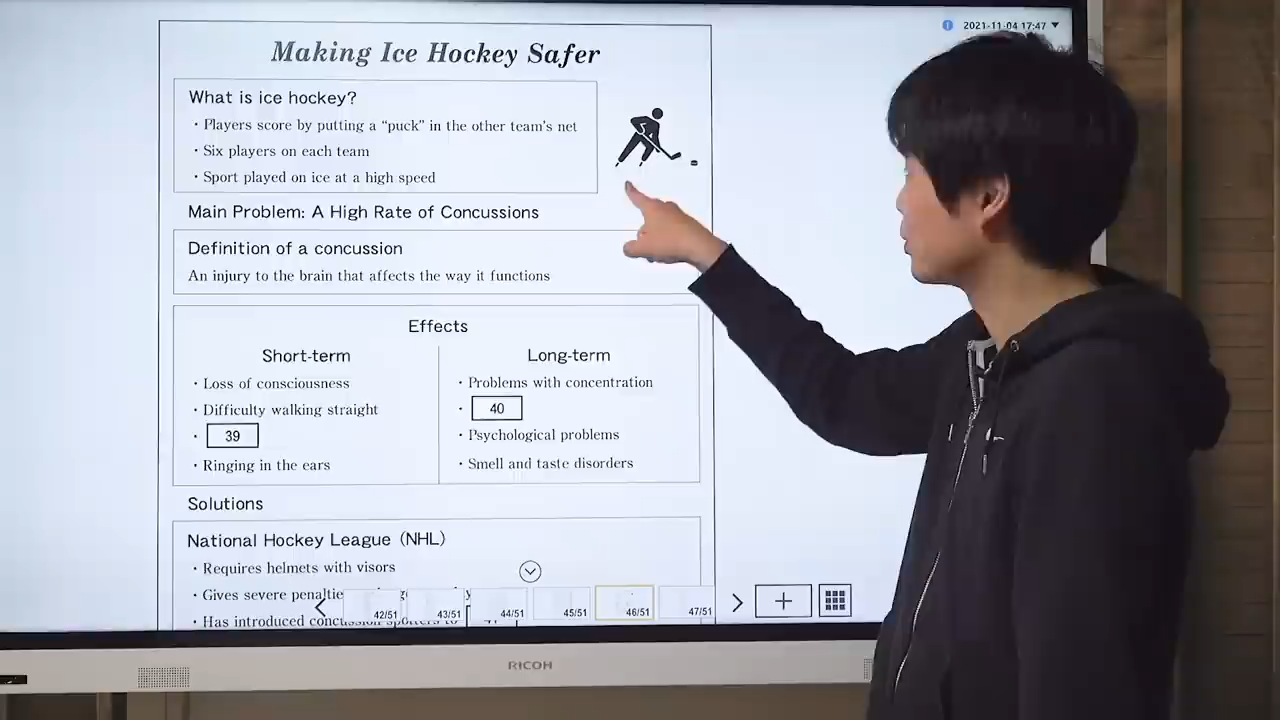 2021-11-04 17:47
Making Ice Hockey Safer
What is ice hockey?
・Players score by putting a “puck” in the other team’s net
・Six players on each team
・Sport played on ice at a high speed
Main Problem: A High Rate of Concussions
Definition of a concussion
An injury to the brain that affects the way it functions
Effects
Short-term
・Loss of consciousness
・Difficulty walking straight
・39
・Ringing in the ears
Long-term
・Problems with concentration
・40
・Psychological problems
・Smell and taste disorders
Solutions
National Hockey League (NHL)
・Requires helmets with visors
・Gives severe
・Has introduced concussion spotters to
42/51
43/51
44/51
45/51
46/51
47/51
RICOH